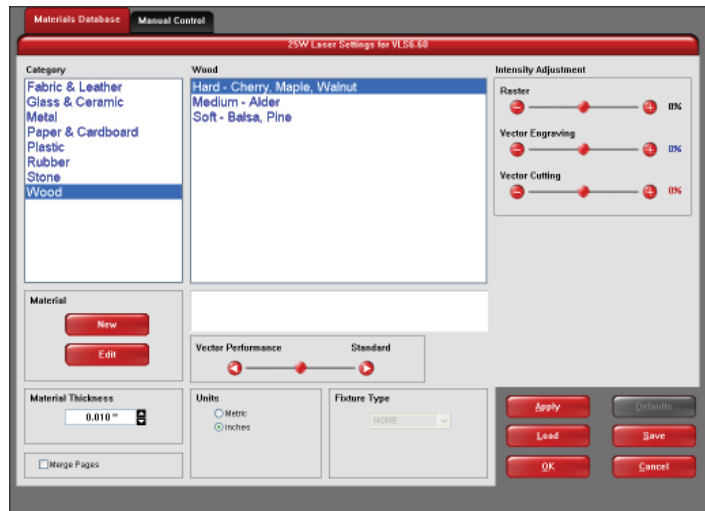 Materials Database
Manual Control
25W Laser Settings for VLS6.60
Category
Fabric & Leather
Glass & Ceramic
Metal
Paper & Cardboard
Plastic
Rubber
Stone
Wood
Wood
Hard - Cherry, Maple, Walnut
Medium - Alder
Soft - Balsa, Pine
Intensity Adjustment
Raster
0%
Vector Engraving
0%
Vector Cutting
0%
Material
New
Edit
Vector Performance Standard
Material Thickness
0.010 "
Merge Pages
Units
Metric
Inches
Fixture Type
NONE
Apply
Defaults
Load
Save
OK
Cancel